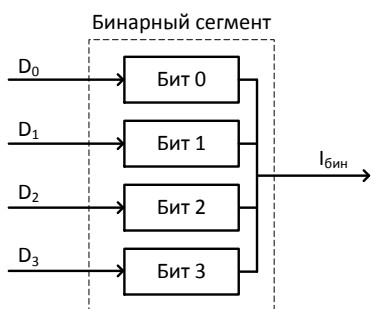 Бинарный сегмент
D₀
Бит 0
D₁
Бит 1
Iбин
D₂
Бит 2
D₃
Бит 3